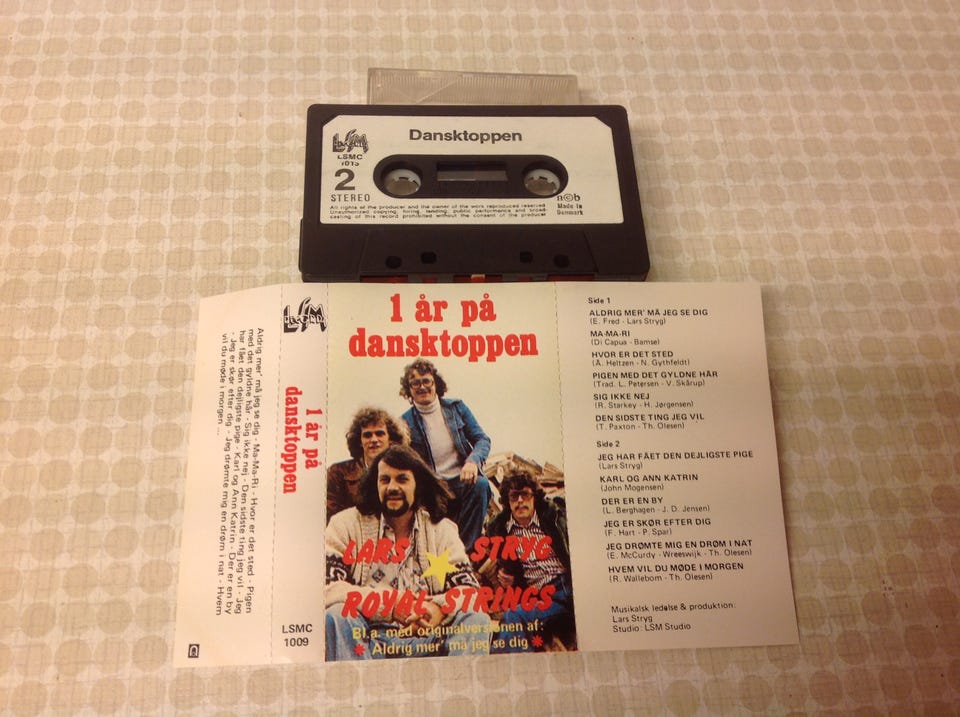 Dansktoppen
LSM
LSMC
1013
2
STEREO
All rights of the producer and the owner of the work reproduced reserved
Unauthorized copying, hiring, lending, public performance and broad-
casting of this record prohibited without the consent of the producer
n©b
Made in
Denmark
Aldrig mer' må jeg se dig - Ma-Ma-Ri - Hvor er det sted - Pigen
med det gyldne hår - Sig ikke nej - Den sidste ting jeg vil - Jeg
har fået den dejligste pige - Karl og Ann Katrin - Der er en by
- Jeg er skør efter dig - Jeg drømte mig en drøm i nat - Hvem
vil du møde i morgen ...
LSM
1 år på
dansktoppen
LSMC
1009
1 år på
dansktoppen
LARS STRYG
ROYAL STRINGS
Bl.a. med originalversionen af:
* Aldrig mer' må jeg se dig *
Side 1
ALDRIG MER' MÅ JEG SE DIG
(E. Fred - Lars Stryg)
MA-MA-RI
(Di Capua - Bamse)
HVOR ER DET STED
(A. Heltzen - N. Gythfeldt)
PIGEN MED DET GYLDNE HÅR
(Trad. L. Petersen - V. Skårup)
SIG IKKE NEJ
(R. Starkey - H. Jørgensen)
DEN SIDSTE TING JEG VIL
(T. Paxton - Th. Olesen)
Side 2
JEG HAR FÅET DEN DEJLIGSTE PIGE
(Lars Stryg)
KARL OG ANN KATRIN
(John Mogensen)
DER ER EN BY
(L. Berghagen - J. D. Jensen)
JEG ER SKØR EFTER DIG
(F. Hart - P. Spar)
JEG DRØMTE MIG EN DRØM I NAT
(E. McCurdy - Wreeswijk - Th. Olesen)
HVEM VIL DU MØDE I MORGEN
(R. Wallebom - Th. Olesen)
Musikalsk ledelse & produktion:
Lars Stryg
Studio: LSM Studio